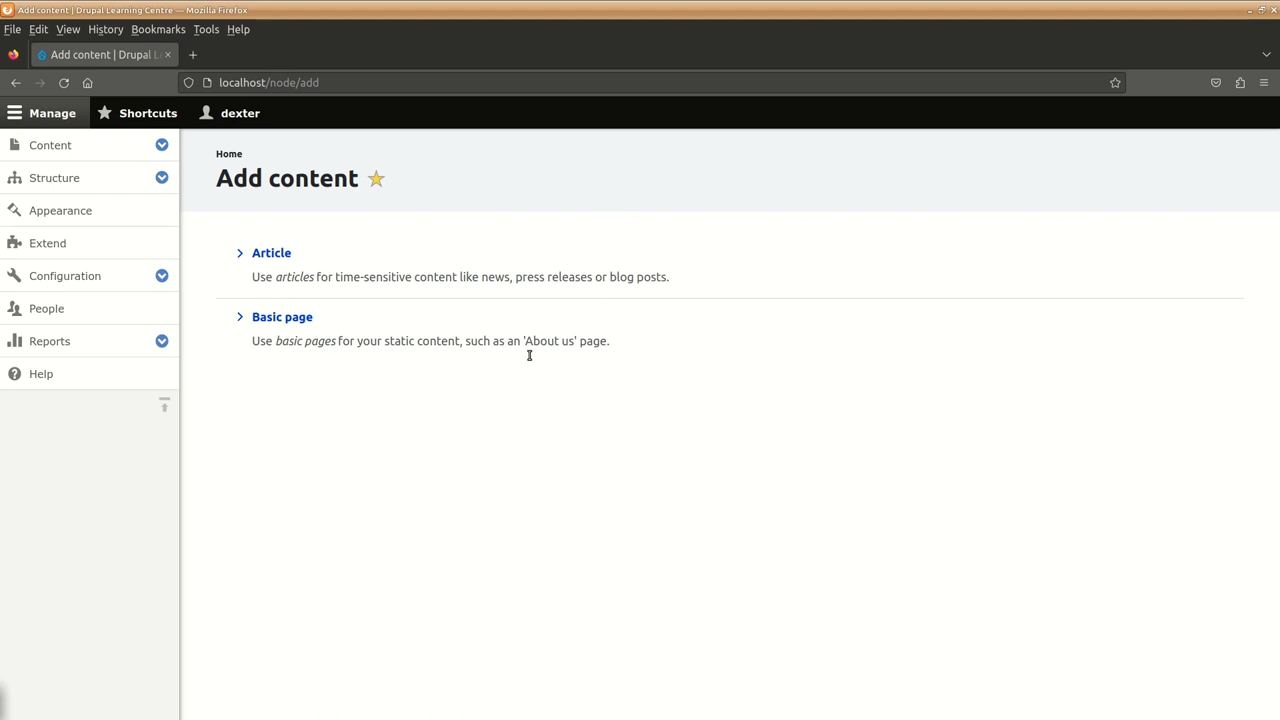 Add content | Drupal Learning Centre — Mozilla Firefox
File Edit View History Bookmarks Tools Help
Add content | Drupal L
localhost/node/add
Manage Shortcuts dexter
Content
Structure
Appearance
Extend
Configuration
People
Reports
Help
Home
Add content
Article
Use articles for time-sensitive content like news, press releases or blog posts.
Basic page
Use basic pages for your static content, such as an 'About us' page.